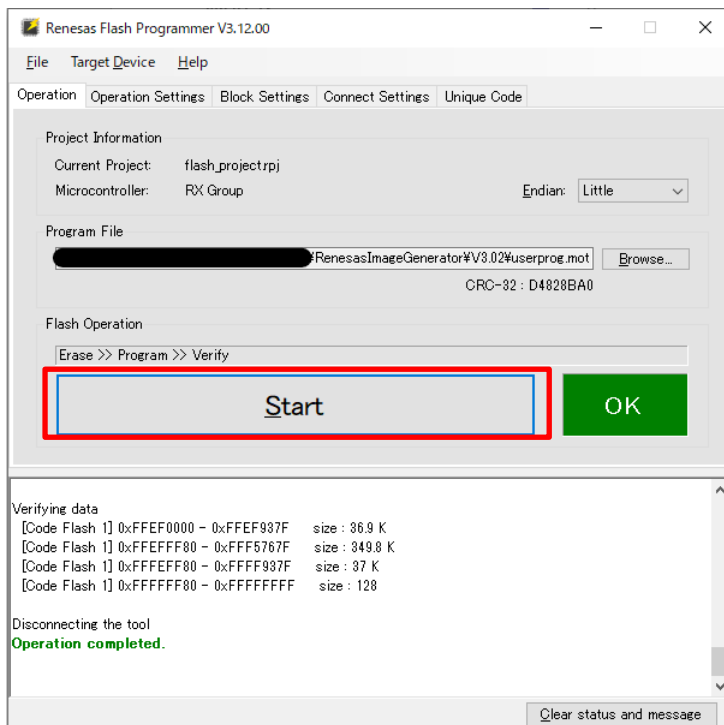 Renesas Flash Programmer V3.12.00
File Target Device Help
Operation Operation Settings Block Settings Connect Settings Unique Code
Project Information
Current Project: flash_project.rpj
Microcontroller: RX Group Endian: Little
Program File
¥RenesasImageGenerator¥V3.02¥userprog.mot Browse...
CRC-32 : D4828BA0
Flash Operation
Erase >> Program >> Verify
Start OK
Verifying data
[Code Flash 1] 0xFFEF0000 - 0xFFEF937F size : 36.9 K
[Code Flash 1] 0xFFEFFF80 - 0xFFF5767F size : 349.8 K
[Code Flash 1] 0xFFFEFF80 - 0xFFFF937F size : 37 K
[Code Flash 1] 0xFFFFFF80 - 0xFFFFFFFF size : 128
Disconnecting the tool
Operation completed.
Clear status and message